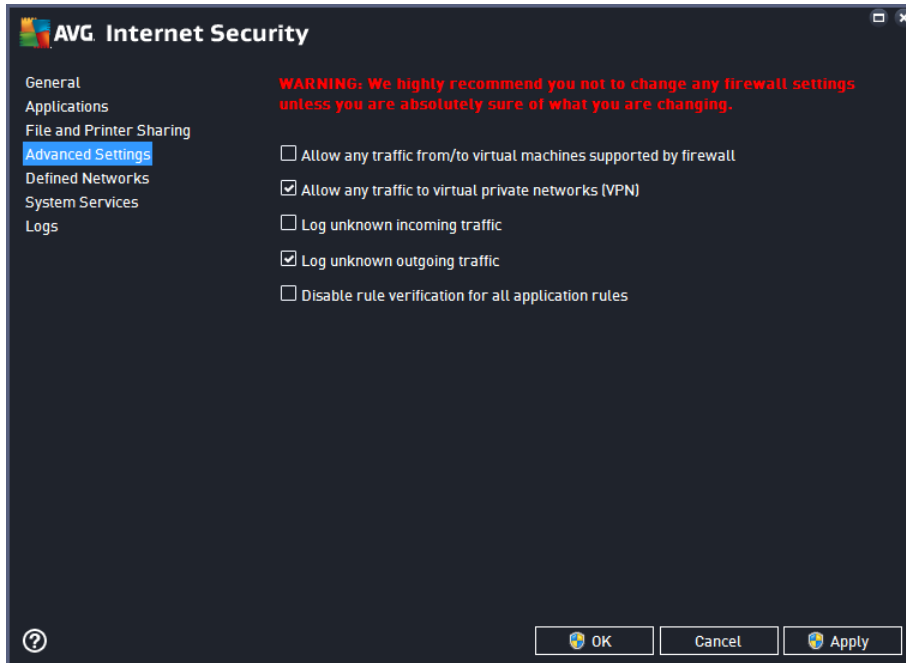 AVG. Internet Security
General
Applications
File and Printer Sharing
Advanced Settings
Defined Networks
System Services
Logs
WARNING: We highly recommend you not to change any firewall settings
unless you are absolutely sure of what you are changing.
Allow any traffic from/to virtual machines supported by firewall
Allow any traffic to virtual private networks (VPN)
Log unknown incoming traffic
Log unknown outgoing traffic
Disable rule verification for all application rules
?
OK
Cancel
Apply